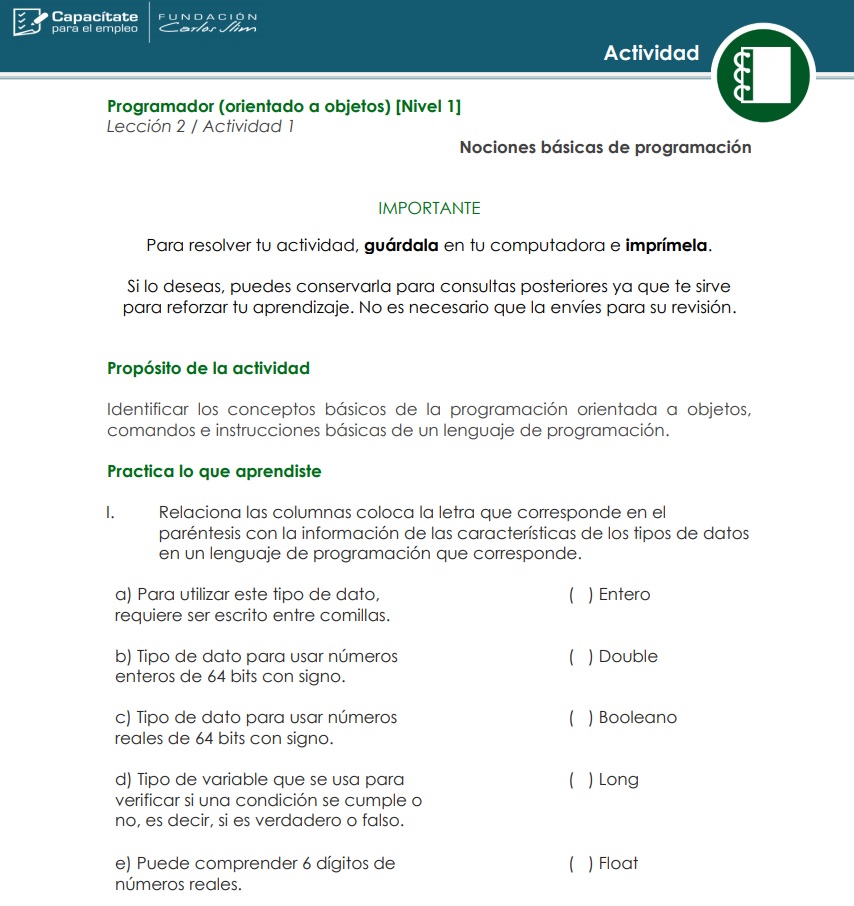 Capacítate
para el empleo
FUNDACIÓN
Carlos Slim
Actividad
Programador (orientado a objetos) [Nivel 1]
Lección 2 / Actividad 1
Nociones básicas de programación
IMPORTANTE
Para resolver tu actividad, guárdala en tu computadora e imprímela.
Si lo deseas, puedes conservarla para consultas posteriores ya que te sirve
para reforzar tu aprendizaje. No es necesario que la envíes para su revisión.
Propósito de la actividad
Identificar los conceptos básicos de la programación orientada a objetos,
comandos e instrucciones básicas de un lenguaje de programación.
Practica lo que aprendiste
I. Relaciona las columnas coloca la letra que corresponde en el
paréntesis con la información de las características de los tipos de datos
en un lenguaje de programación que corresponde.
a) Para utilizar este tipo de dato,
requiere ser escrito entre comillas.
( ) Entero
b) Tipo de dato para usar números
enteros de 64 bits con signo.
( ) Double
c) Tipo de dato para usar números
reales de 64 bits con signo.
( ) Booleano
d) Tipo de variable que se usa para
verificar si una condición se cumple o
no, es decir, si es verdadero o falso.
( ) Long
e) Puede comprender 6 dígitos de
números reales.
( ) Float